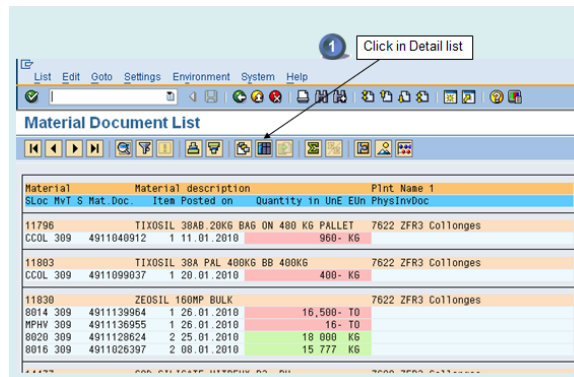 1 Click in Detail list
List Edit Goto Settings Environment System Help
Material Document List
Material Material description Plnt Name 1
SLoc MvT S Mat.Doc. Item Posted on Quantity in UnE EUn PhysInvDoc
11796 TIXOSIL 38AB.20KG BAG ON 480 KG PALLET 7622 ZFR3 Collonges
CCOL 309 4911040912 1 11.01.2010 960- KG
11803 TIXOSIL 38A PAL 400KG BB 400KG 7622 ZFR3 Collonges
CCOL 309 4911099037 1 20.01.2010 400- KG
11830 ZEOSIL 160MP BULK 7622 ZFR3 Collonges
8014 309 4911139964 1 26.01.2010 16,500- TO
MPHV 309 4911136955 1 26.01.2010 16- TO
8020 309 4911128624 2 25.01.2010 18 000 KG
8016 309 4911026397 2 08.01.2010 15 777 KG